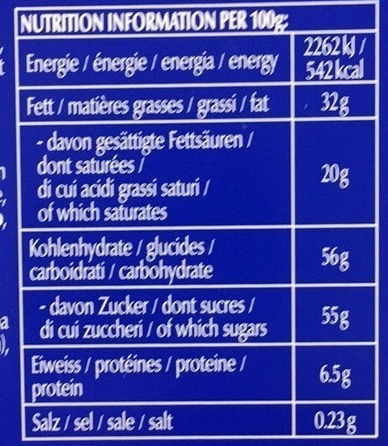 NUTRITION INFORMATION PER 100g:
Energie / énergie / energia / energy
2262 kJ /
542 kcal
Fett / matières grasses / grassi / fat
32g
- davon gesättigte Fettsäuren /
dont saturées /
di cui acidi grassi saturi /
of which saturates
20g
Kohlenhydrate / glucides /
carboidrati / carbohydrate
56g
- davon Zucker / dont sucres /
di cui zuccheri / of which sugars
55g
Eiweiss / protéines / proteine /
protein
6.5g
Salz / sel / sale / salt
0.23g